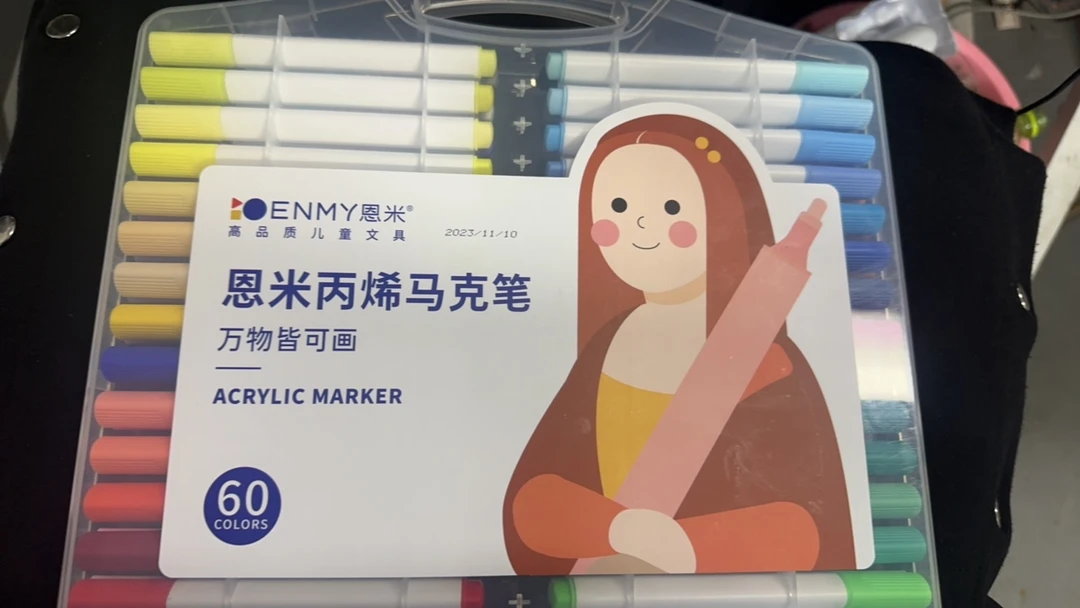 ENMY恩米®
高品质儿童文具
2023/11/10
恩米丙烯马克笔
万物皆可画
ACRYLIC MARKER
60
COLORS